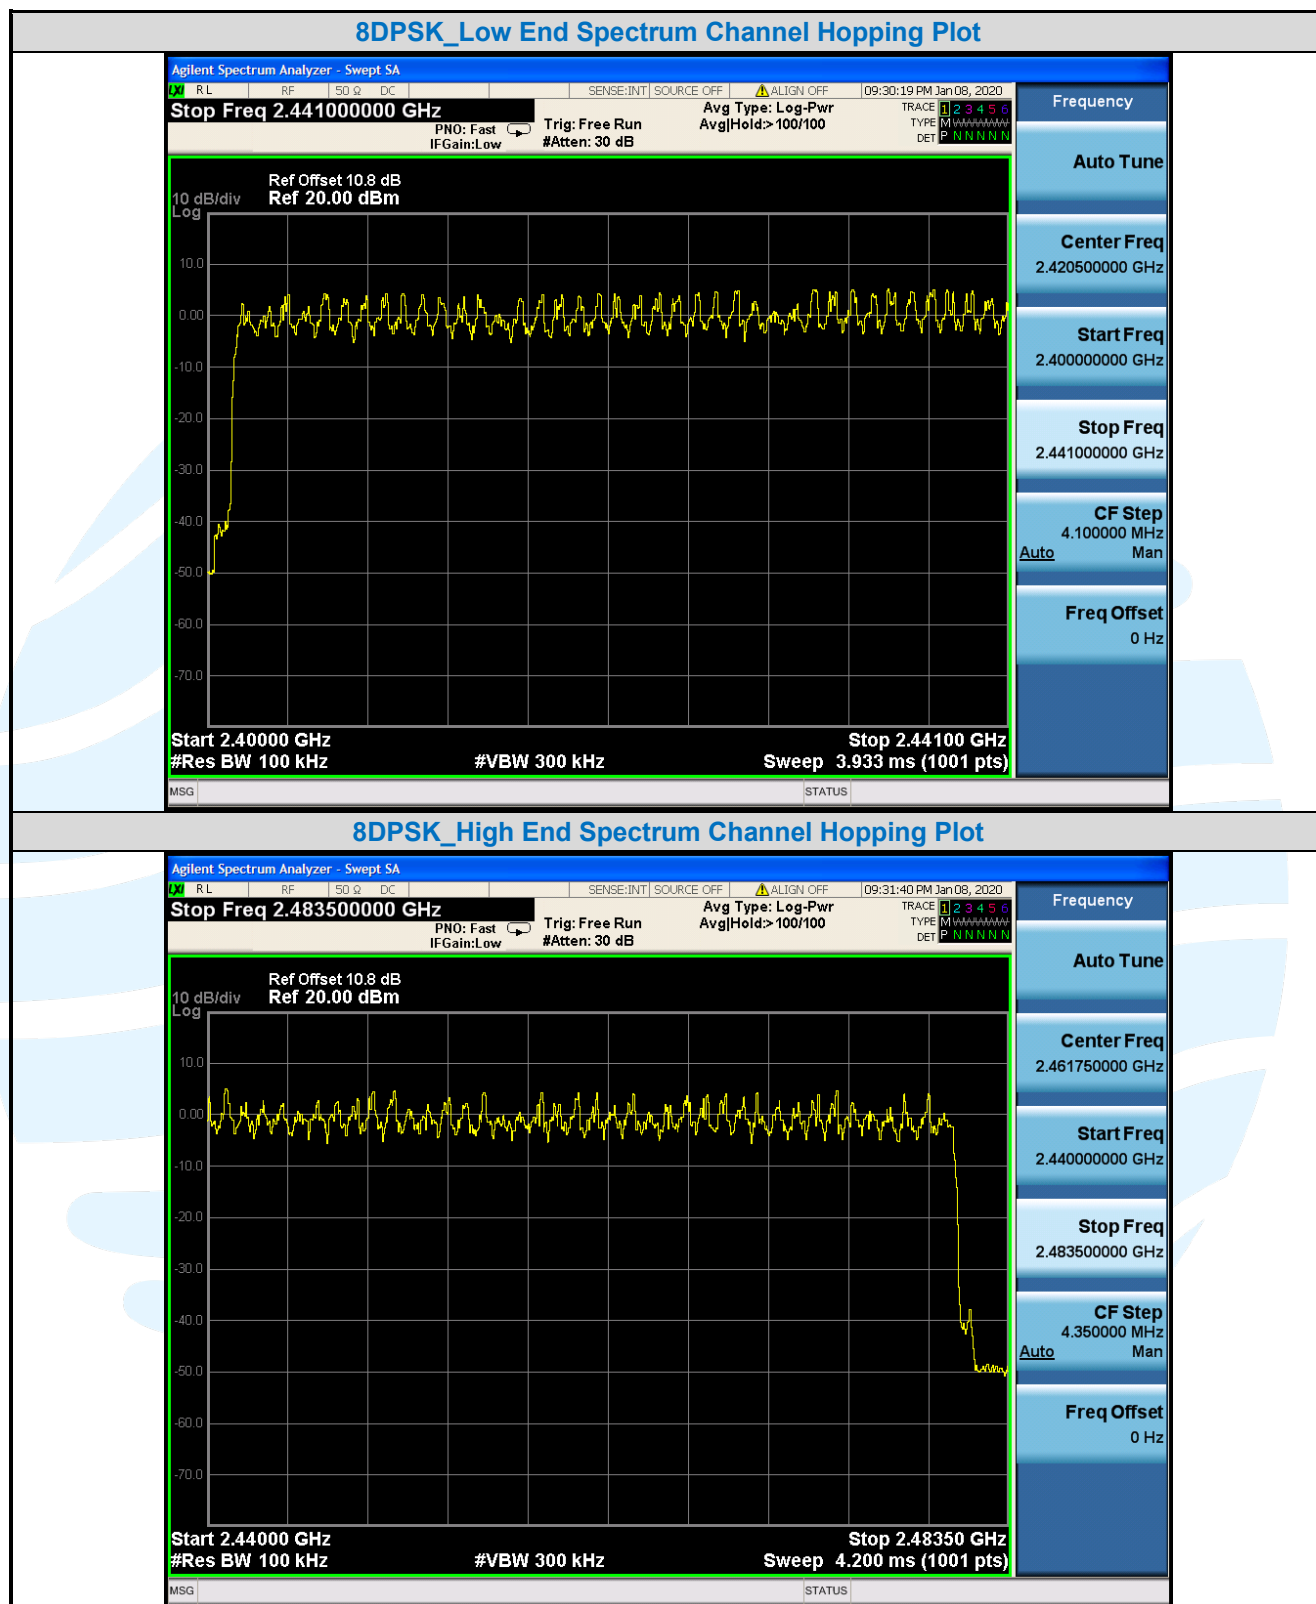 8DPSK_Low End Spectrum Channel Hopping Plot
Agilent Spectrum Analyzer - Swept SA
LXI RL RF 50 Ω DC SENSE:INT SOURCE OFF ALIGN OFF 09:30:19 PM Jan 08, 2020
Stop Freq 2.441000000 GHz
PNO: Fast
IFGain:Low
Trig: Free Run
#Atten: 30 dB
Avg Type: Log-Pwr
Avg|Hold:> 100/100
TRACE 1 2 3 4 5 6
TYPE M WWWWW
DET P N N N N N
Frequency
Auto Tune
Ref Offset 10.8 dB
10 dB/div Ref 20.00 dBm
Log
10.0
0.00
-10.0
-20.0
-30.0
-40.0
-50.0
-60.0
-70.0
Center Freq
2.420500000 GHz
Start Freq
2.400000000 GHz
Stop Freq
2.441000000 GHz
CF Step
4.100000 MHz
Auto Man
Freq Offset
0 Hz
Start 2.40000 GHz Stop 2.44100 GHz
#Res BW 100 kHz #VBW 300 kHz Sweep 3.933 ms (1001 pts)
MSG STATUS
8DPSK_High End Spectrum Channel Hopping Plot
Agilent Spectrum Analyzer - Swept SA
LXI RL RF 50 Ω DC SENSE:INT SOURCE OFF ALIGN OFF 09:31:40 PM Jan 08, 2020
Stop Freq 2.483500000 GHz
PNO: Fast
IFGain:Low
Trig: Free Run
#Atten: 30 dB
Avg Type: Log-Pwr
Avg|Hold:> 100/100
TRACE 1 2 3 4 5 6
TYPE M WWWWW
DET P N N N N N
Frequency
Auto Tune
Ref Offset 10.8 dB
10 dB/div Ref 20.00 dBm
Log
10.0
0.00
-10.0
-20.0
-30.0
-40.0
-50.0
-60.0
-70.0
Center Freq
2.461750000 GHz
Start Freq
2.440000000 GHz
Stop Freq
2.483500000 GHz
CF Step
4.350000 MHz
Auto Man
Freq Offset
0 Hz
Start 2.44000 GHz Stop 2.48350 GHz
#Res BW 100 kHz #VBW 300 kHz Sweep 4.200 ms (1001 pts)
MSG STATUS